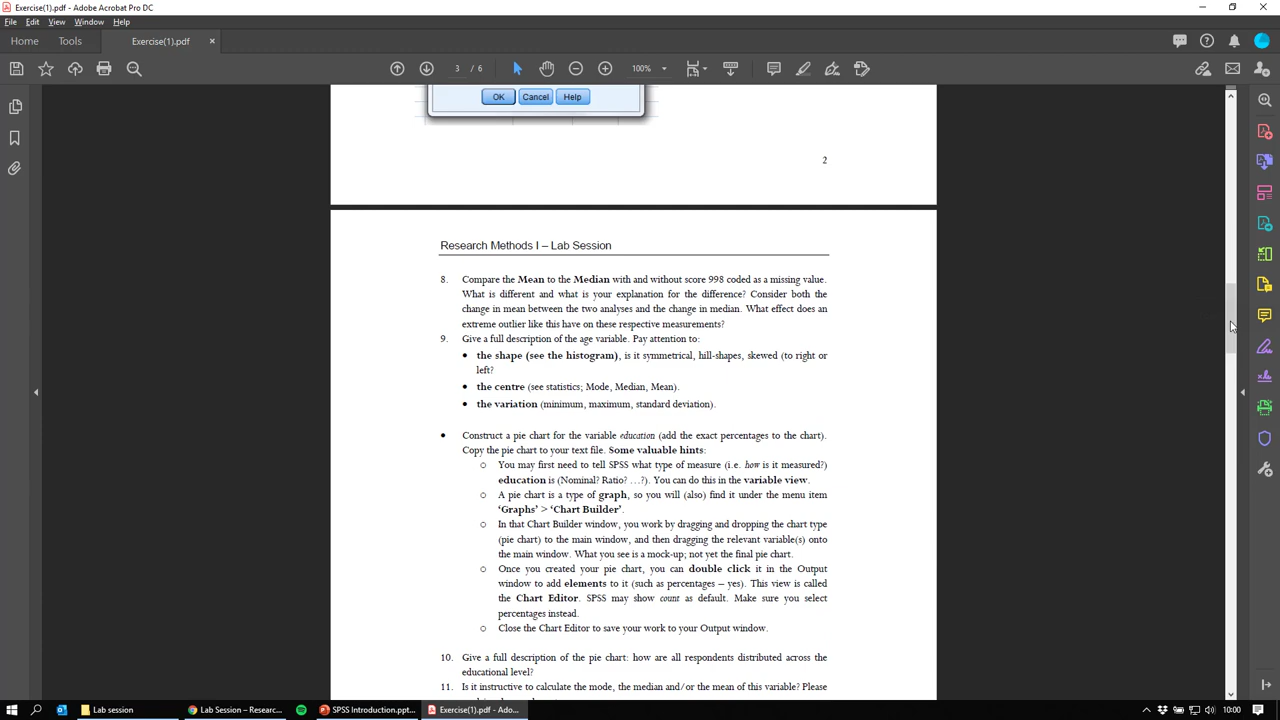 Exercise(1).pdf - Adobe Acrobat Pro DC
File Edit View Window Help
Home Tools Exercise(1).pdf ×
3 / 6 100%
OK Cancel Help
2
Research Methods I – Lab Session
8. Compare the Mean to the Median with and without score 998 coded as a missing value.
What is different and what is your explanation for the difference? Consider both the
change in mean between the two analyses and the change in median. What effect does an
extreme outlier like this have on these respective measurements?
9. Give a full description of the age variable. Pay attention to:
• the shape (see the histogram), is it symmetrical, hill-shapes, skewed (to right or
left?
• the centre (see statistics; Mode, Median, Mean).
• the variation (minimum, maximum, standard deviation).
• Construct a pie chart for the variable education (add the exact percentages to the chart).
Copy the pie chart to your text file. Some valuable hints:
o You may first need to tell SPSS what type of measure (i.e. how is it measured?)
education is (Nominal? Ratio? …?). You can do this in the variable view.
o A pie chart is a type of graph, so you will (also) find it under the menu item
‘Graphs’ > ‘Chart Builder’.
o In that Chart Builder window, you work by dragging and dropping the chart type
(pie chart) to the main window, and then dragging the relevant variable(s) onto
the main window. What you see is a mock-up; not yet the final pie chart.
o Once you created your pie chart, you can double click it in the Output
window to add elements to it (such as percentages – yes). This view is called
the Chart Editor. SPSS may show count as default. Make sure you select
percentages instead.
o Close the Chart Editor to save your work to your Output window.
10. Give a full description of the pie chart: how are all respondents distributed across the
educational level?
11. Is it instructive to calculate the mode, the median and/or the mean of this variable? Please
Lab session Lab Session – Researc... SPSS Introduction.ppt... Exercise(1).pdf - Ado... 10:00